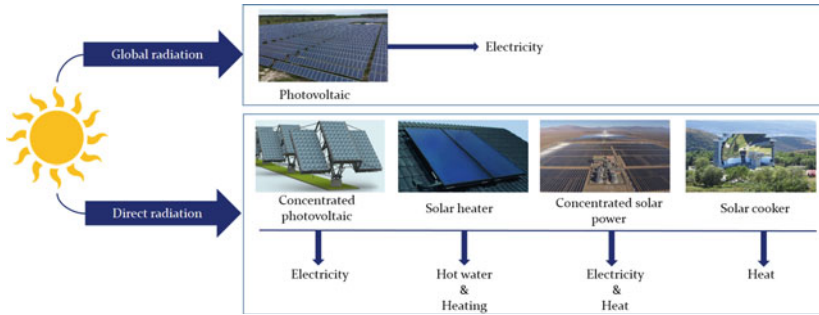 Global radiation
Electricity
Photovoltaic
Direct radiation
Concentrated
photovoltaic
Solar heater
Concentrated solar
power
Solar cooker
Electricity
Hot water
&
Heating
Electricity
&
Heat
Heat